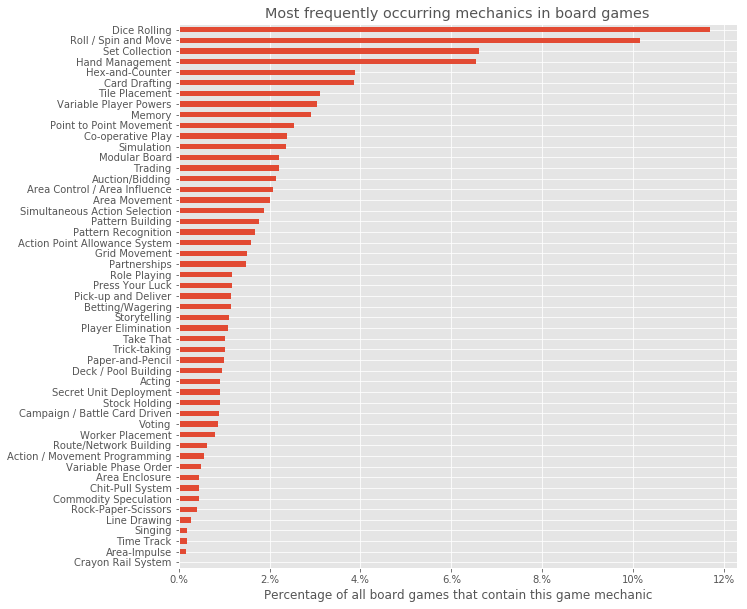 Most frequently occurring mechanics in board games
Dice Rolling
Roll / Spin and Move
Set Collection
Hand Management
Hex-and-Counter
Card Drafting
Tile Placement
Variable Player Powers
Memory
Point to Point Movement
Co-operative Play
Simulation
Modular Board
Trading
Auction/Bidding
Area Control / Area Influence
Area Movement
Simultaneous Action Selection
Pattern Building
Pattern Recognition
Action Point Allowance System
Grid Movement
Partnerships
Role Playing
Press Your Luck
Pick-up and Deliver
Betting/Wagering
Storytelling
Player Elimination
Take That
Trick-taking
Paper-and-Pencil
Deck / Pool Building
Acting
Secret Unit Deployment
Stock Holding
Campaign / Battle Card Driven
Voting
Worker Placement
Route/Network Building
Action / Movement Programming
Variable Phase Order
Area Enclosure
Chit-Pull System
Commodity Speculation
Rock-Paper-Scissors
Line Drawing
Singing
Time Track
Area-Impulse
Crayon Rail System
0.% 2.% 4.% 6.% 8.% 10% 12%
Percentage of all board games that contain this game mechanic